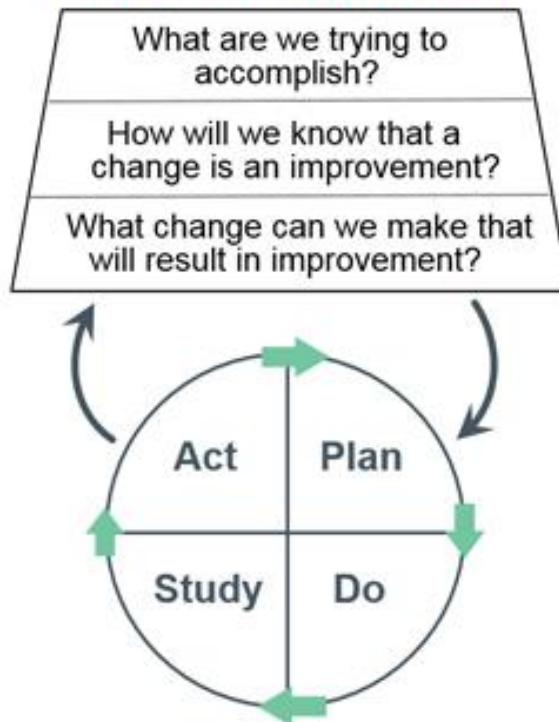 What are we trying to
accomplish?
How will we know that a
change is an improvement?
What change can we make that
will result in improvement?
Act
Plan
Study
Do